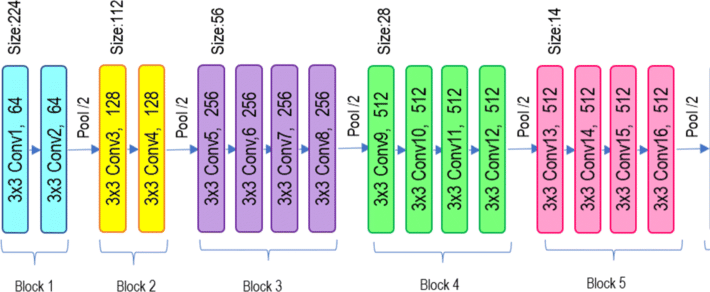 Size:224
3x3 Conv1, 64
3x3 Conv2, 64
Pool /2
Size:112
3x3 Conv3, 128
3x3 Conv4, 128
Pool /2
Size:56
3x3 Conv5, 256
3x3 Conv,6 256
3x3 Conv7, 256
3x3 Conv8, 256
Pool /2
Size:28
3x3 Conv9, 512
3x3 Conv10, 512
3x3 Conv11, 512
3x3 Conv12, 512
Pool /2
Size:14
3x3 Conv13, 512
3x3 Conv14, 512
3x3 Conv15, 512
3x3 Conv16, 512
Pool /2
Block 1
Block 2
Block 3
Block 4
Block 5